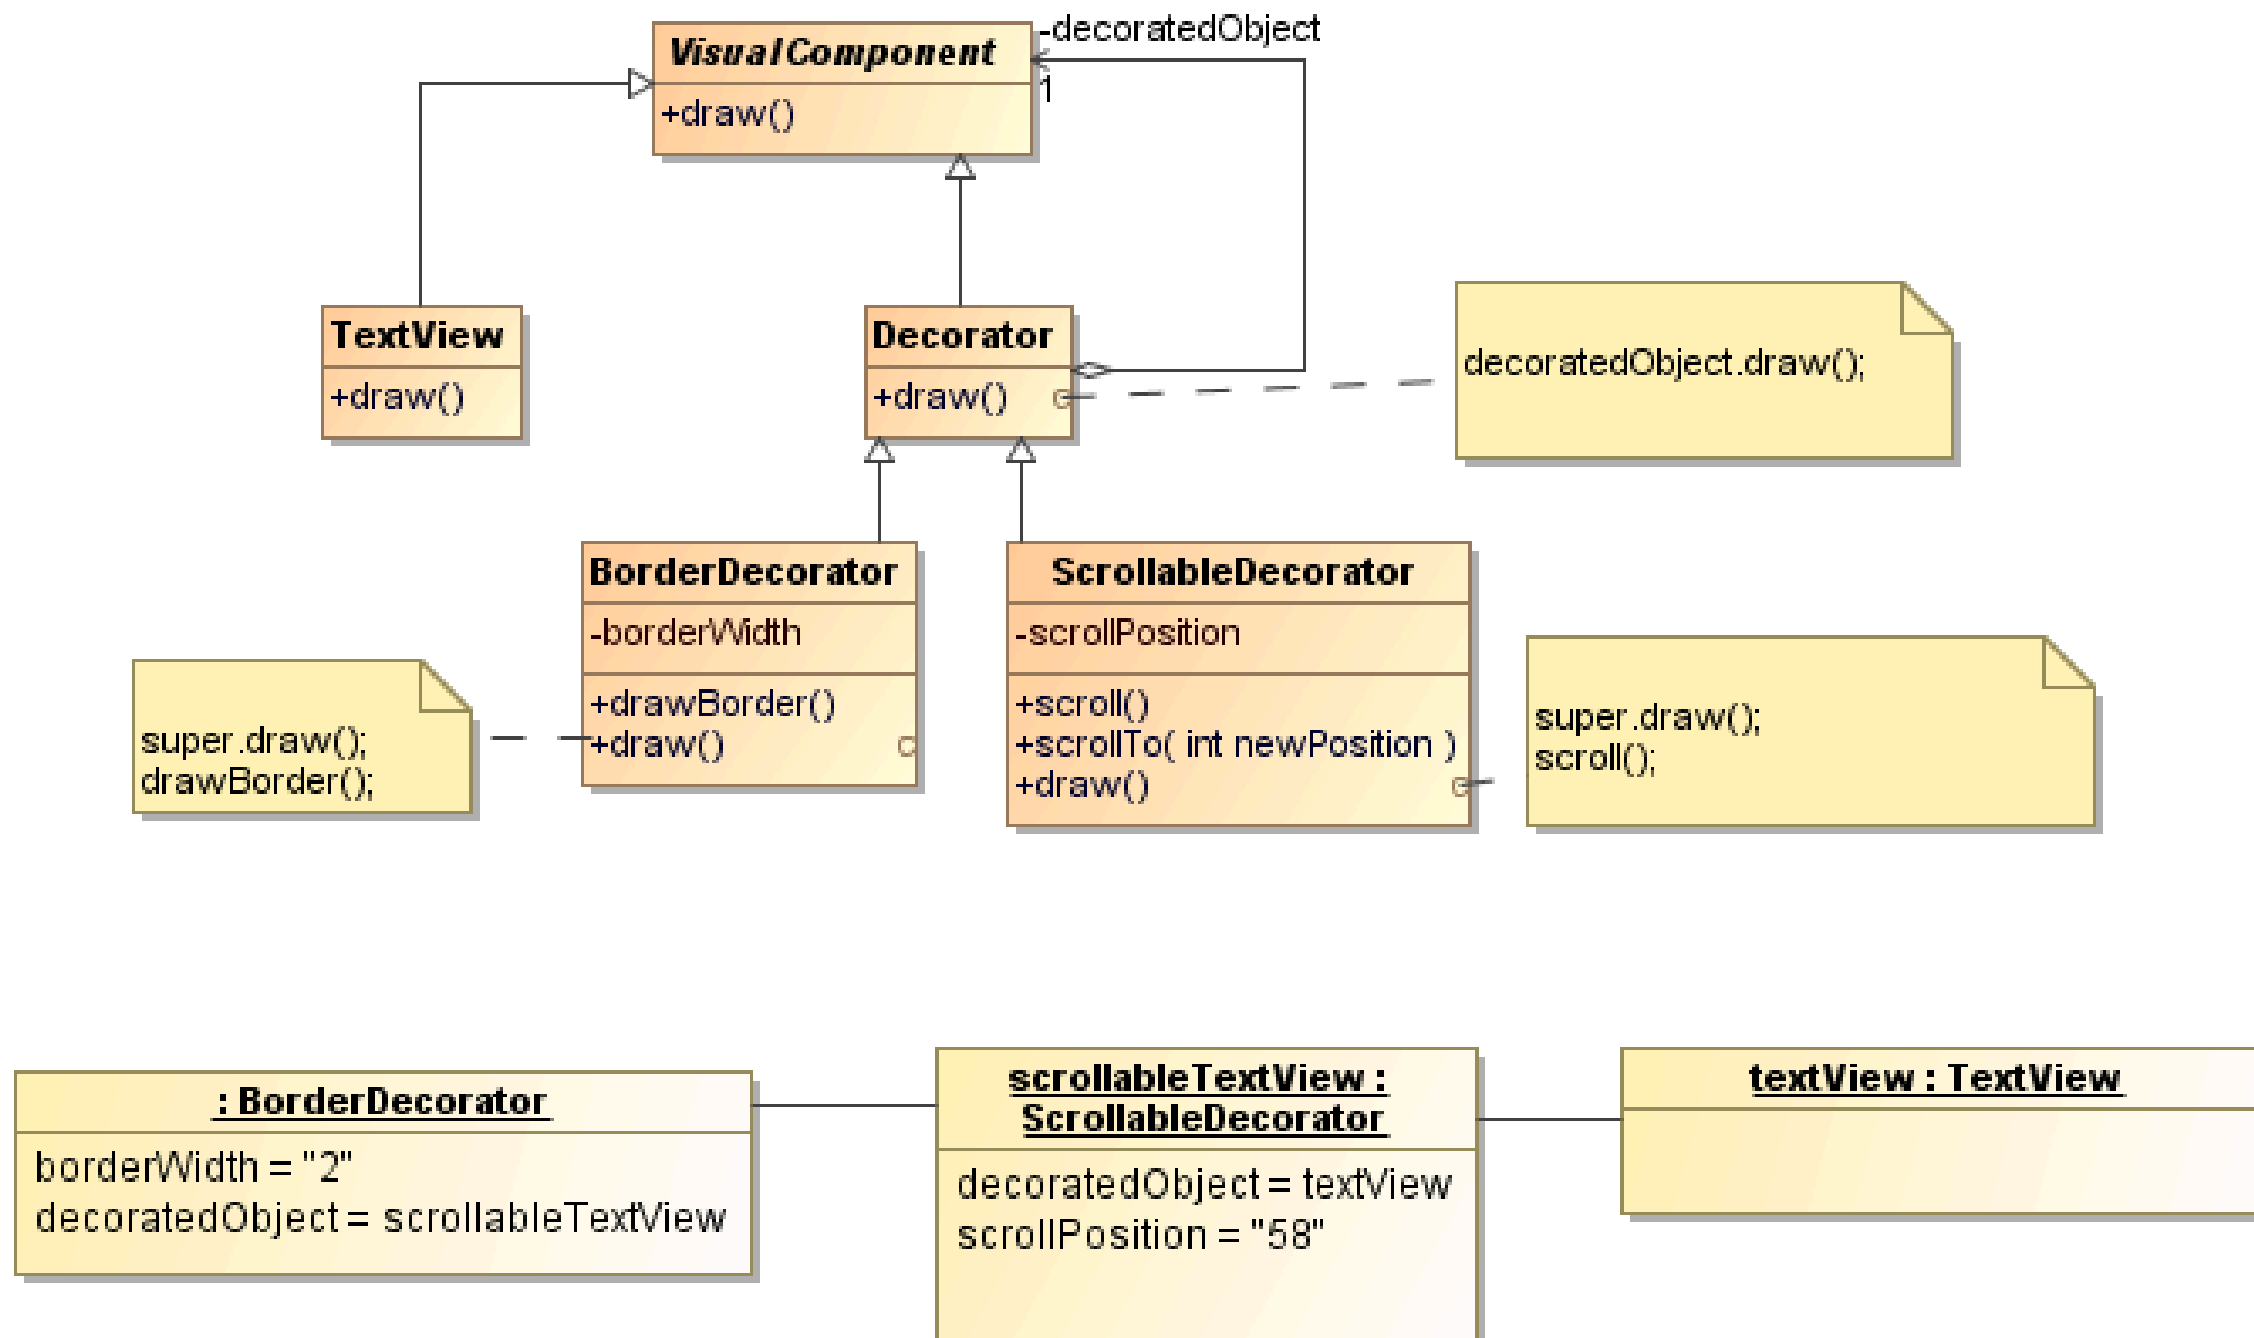 VisualComponent
+draw()
-decoratedObject
1
TextView
+draw()
Decorator
+draw()
decoratedObject.draw();
BorderDecorator
-borderWidth
+drawBorder()
+draw()
ScrollableDecorator
-scrollPosition
+scroll()
+scrollTo( int newPosition )
+draw()
super.draw();
drawBorder();
super.draw();
scroll();
: BorderDecorator
borderWidth = "2"
decoratedObject = scrollableTextView
scrollableTextView :
ScrollableDecorator
decoratedObject = textView
scrollPosition = "58"
textView : TextView